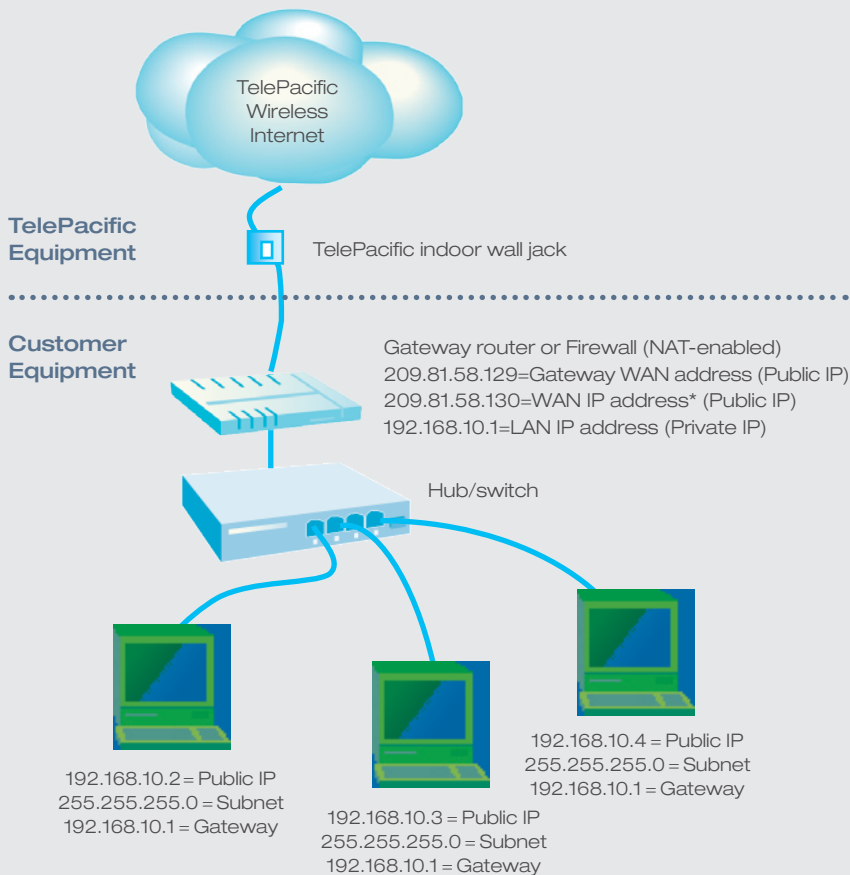 TelePacific
Wireless
Internet
TelePacific
Equipment
TelePacific indoor wall jack
Customer
Equipment
Gateway router or Firewall (NAT-enabled)
209.81.58.129=Gateway WAN address (Public IP)
209.81.58.130=WAN IP address* (Public IP)
192.168.10.1=LAN IP address (Private IP)
Hub/switch
192.168.10.2 = Public IP
255.255.255.0 = Subnet
192.168.10.1 = Gateway
192.168.10.3 = Public IP
255.255.255.0 = Subnet
192.168.10.1 = Gateway
192.168.10.4 = Public IP
255.255.255.0 = Subnet
192.168.10.1 = Gateway